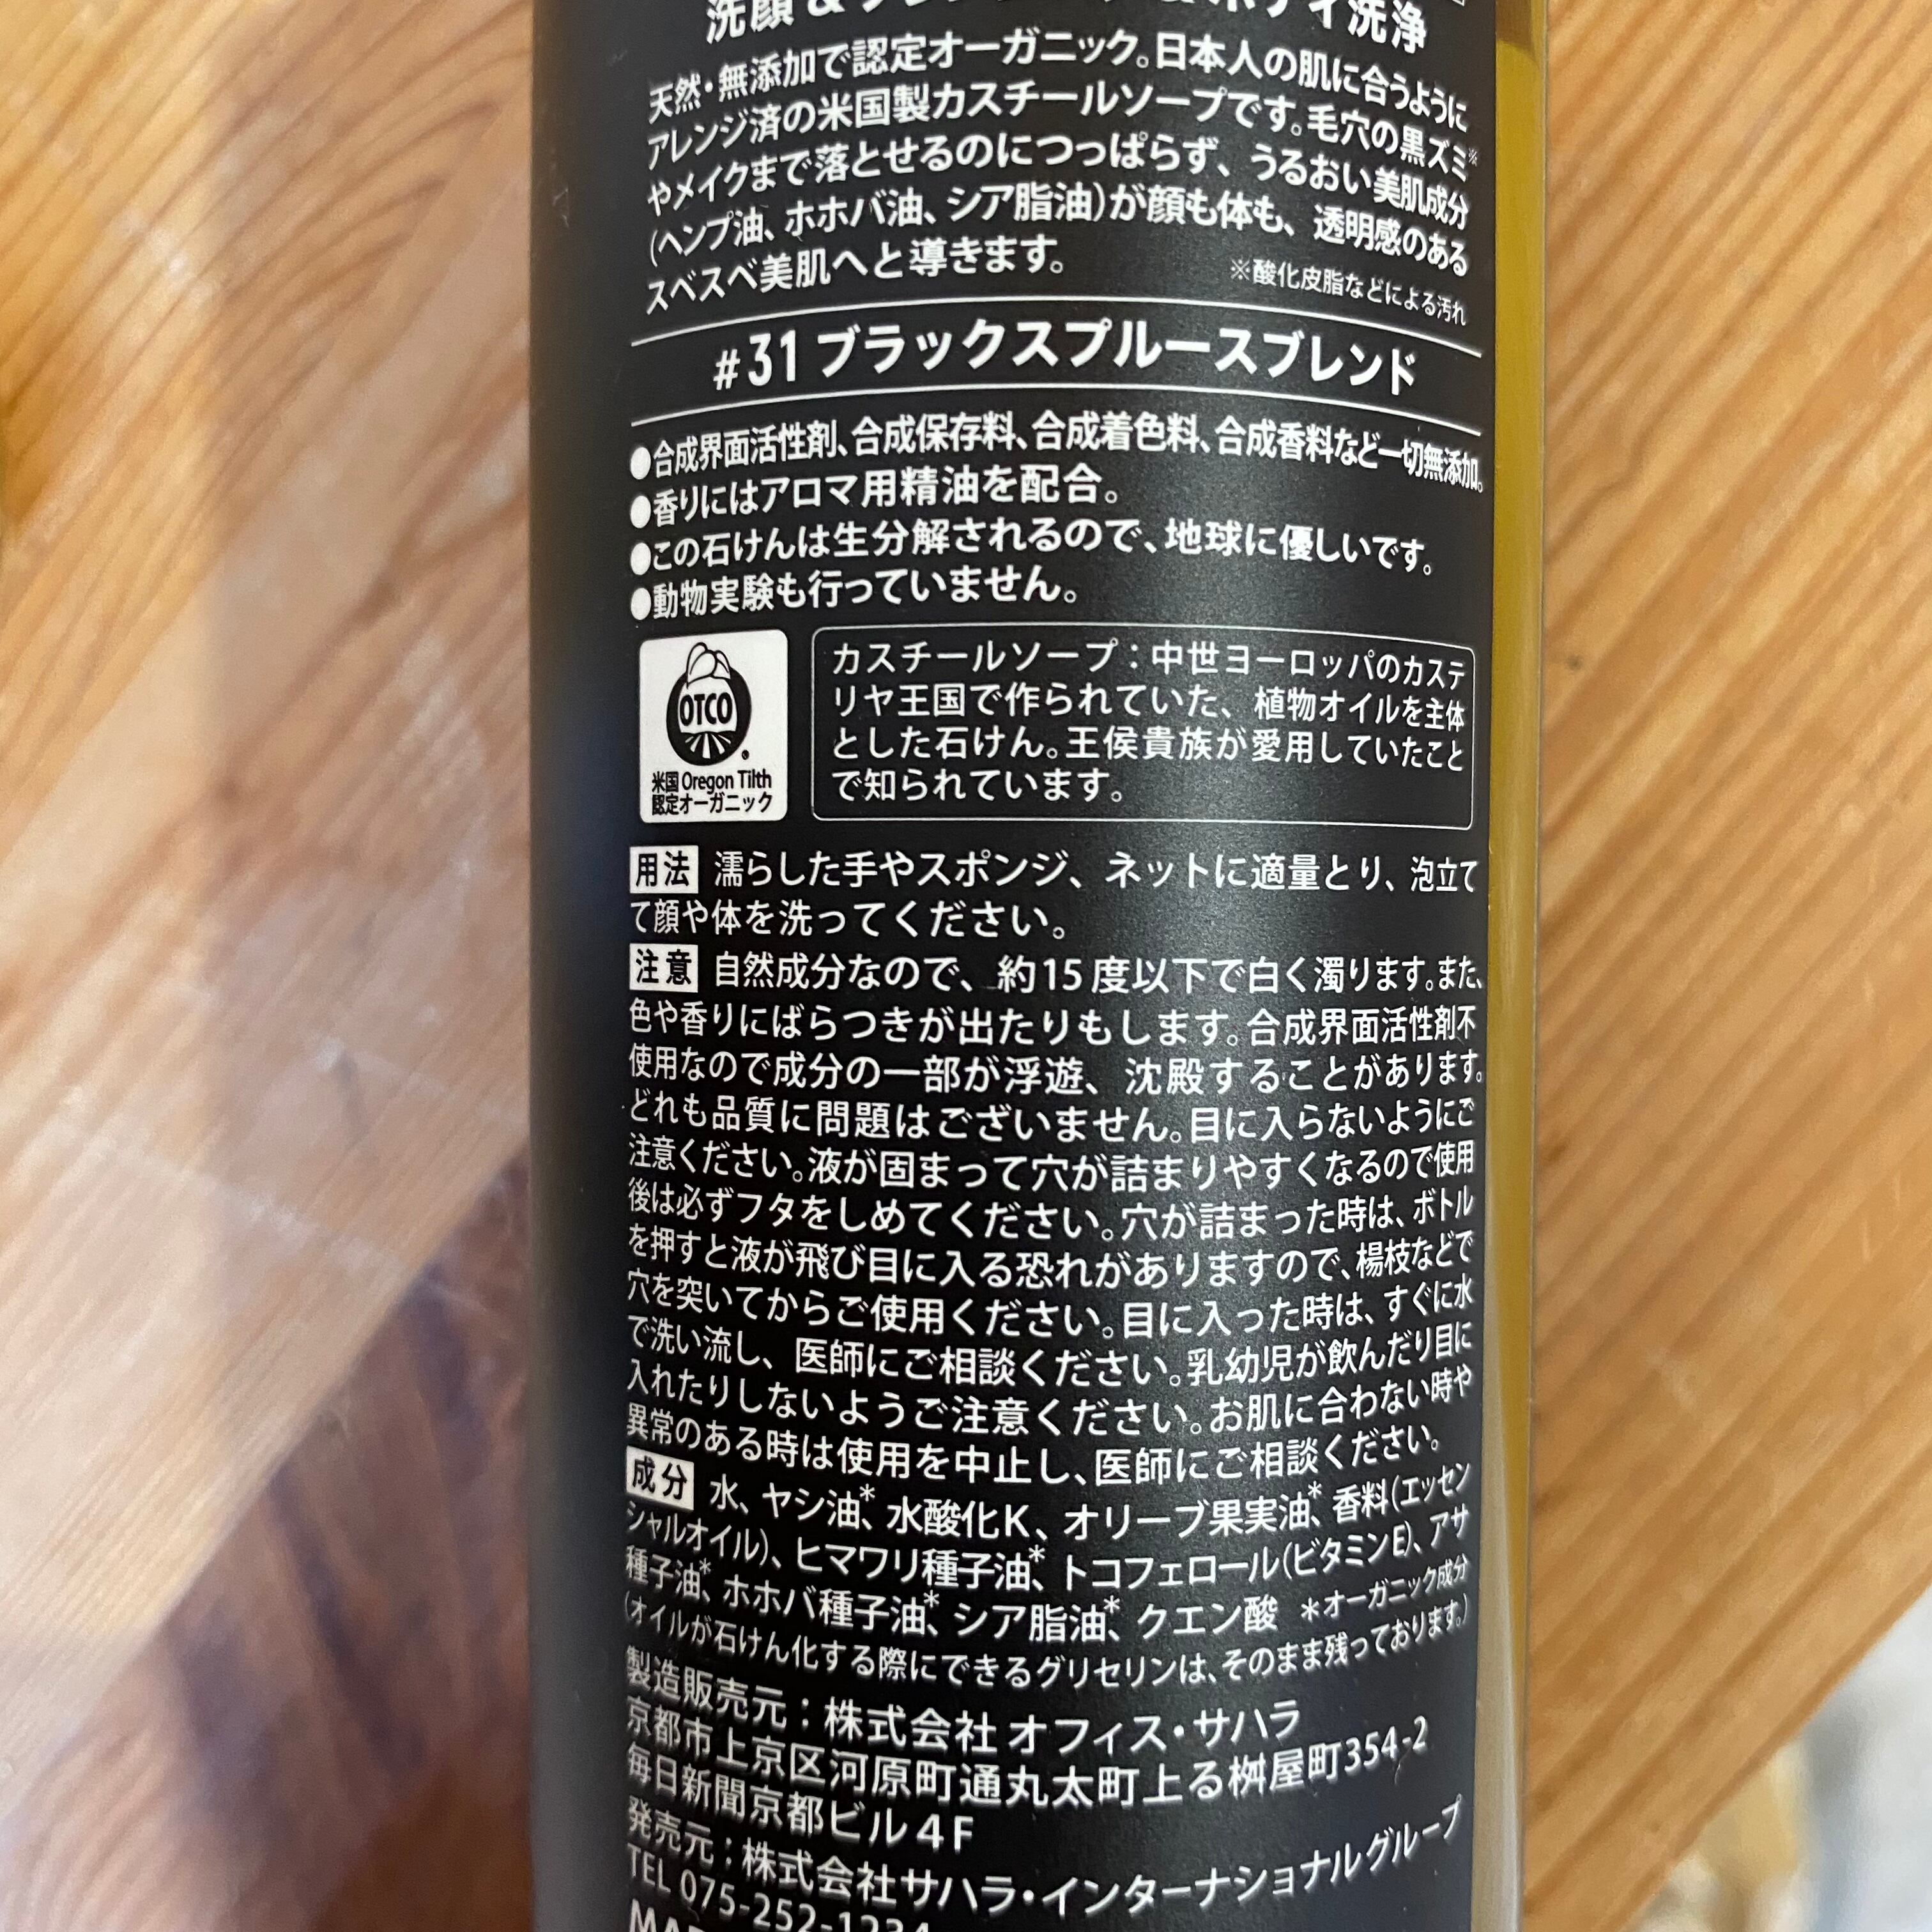 洗顔&
ボディ洗浄
天然・無添加で認定オーガニック。日本人の肌に合うように
アレンジ済の米国製カスチールソープです。毛穴の黒ズミ※
やメイクまで落とせるのにつっぱらず、うるおい美肌成分
(ヘンプ油、ホホバ油、シア脂油)が顔も体も、透明感のある
スベスベ美肌へと導きます。
※酸化皮脂などによる汚れ
#31 ブラックスプルースブレンド
●合成界面活性剤、合成保存料、合成着色料、合成香料など一切無添加。
●香りにはアロマ用精油を配合。
●この石けんは生分解されるので、地球に優しいです。
●動物実験も行っていません。
OTCO
米国 Oregon Tilth
認定オーガニック
カスチールソープ：中世ヨーロッパのカステ
リヤ王国で作られていた、植物オイルを主体
とした石けん。王侯貴族が愛用していたこと
で知られています。
用法 濡らした手やスポンジ、ネットに適量とり、泡立て
て顔や体を洗ってください。
注意 自然成分なので、約15度以下で白く濁ります。また、
色や香りにばらつきが出たりもします。合成界面活性剤不
使用なので成分の一部が浮遊、沈殿することがあります。
どれも品質に問題はございません。目に入らないようにご
注意ください。液が固まって穴が詰まりやすくなるので使用
後は必ずフタをしめてください。穴が詰まった時は、ボトル
を押すと液が飛び目に入る恐れがありますので、楊枝などで
穴を突いてからご使用ください。目に入った時は、すぐに水
で洗い流し、医師にご相談ください。乳幼児が飲んだり目に
入れたりしないようご注意ください。お肌に合わない時や
異常のある時は使用を中止し、医師にご相談ください。
成分 水、ヤシ油*、水酸化K、オリーブ果実油*、香料(エッセン
シャルオイル)、ヒマワリ種子油*、トコフェロール(ビタミンE)、アサ
種子油*、ホホバ種子油*、シア脂油*、クエン酸 *オーガニック成分
(オイルが石けん化する際にできるグリセリンは、そのまま残っております。)
製造販売元：株式会社 オフィス・サハラ
京都市上京区河原町通丸太町上る桝屋町354-2
毎日新聞京都ビル4F
発売元：株式会社サハラ・インターナショナルグループ
TEL 075-252-1234